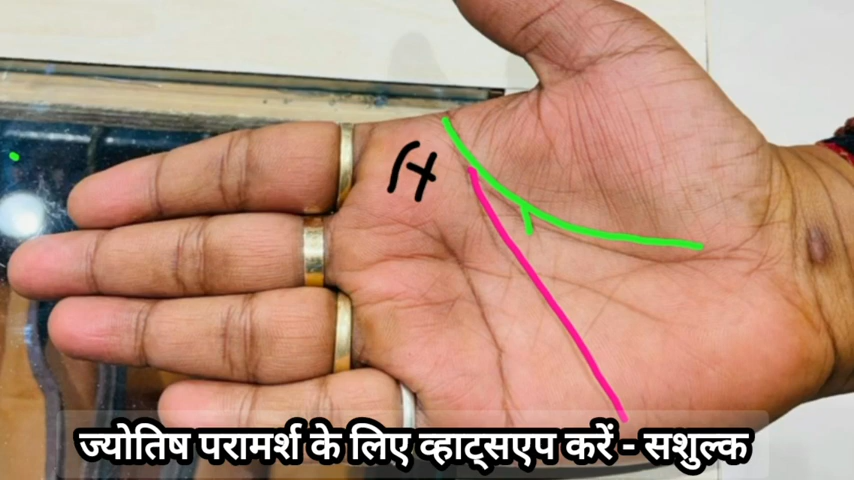 ज्योतिष परामर्श के लिए व्हाट्सएप करें - सशुल्क